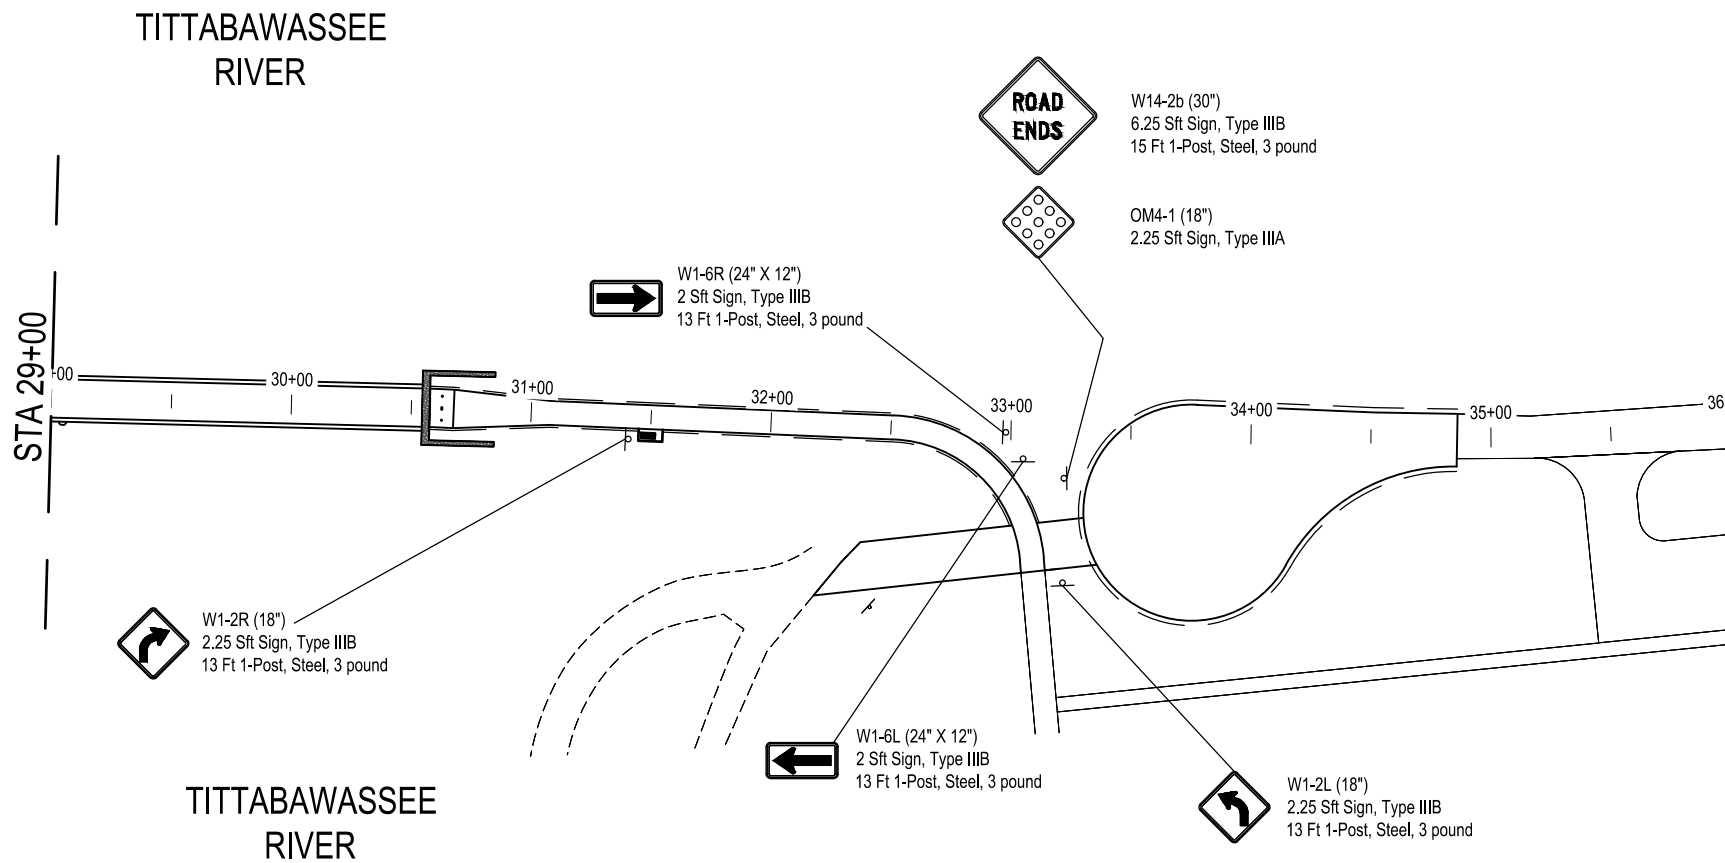 TITTABAWASSEE
RIVER
ROAD
ENDS
W14-2b (30")
6.25 Sft Sign, Type IIIB
15 Ft 1-Post, Steel, 3 pound
OM4-1 (18")
2.25 Sft Sign, Type IIIA
W1-6R (24" X 12")
2 Sft Sign, Type IIIB
13 Ft 1-Post, Steel, 3 pound
STA 29+00
+00
30+00
31+00
32+00
33+00
34+00
35+00
36
W1-2R (18")
2.25 Sft Sign, Type IIIB
13 Ft 1-Post, Steel, 3 pound
W1-6L (24" X 12")
2 Sft Sign, Type IIIB
13 Ft 1-Post, Steel, 3 pound
W1-2L (18")
2.25 Sft Sign, Type IIIB
13 Ft 1-Post, Steel, 3 pound
TITTABAWASSEE
RIVER